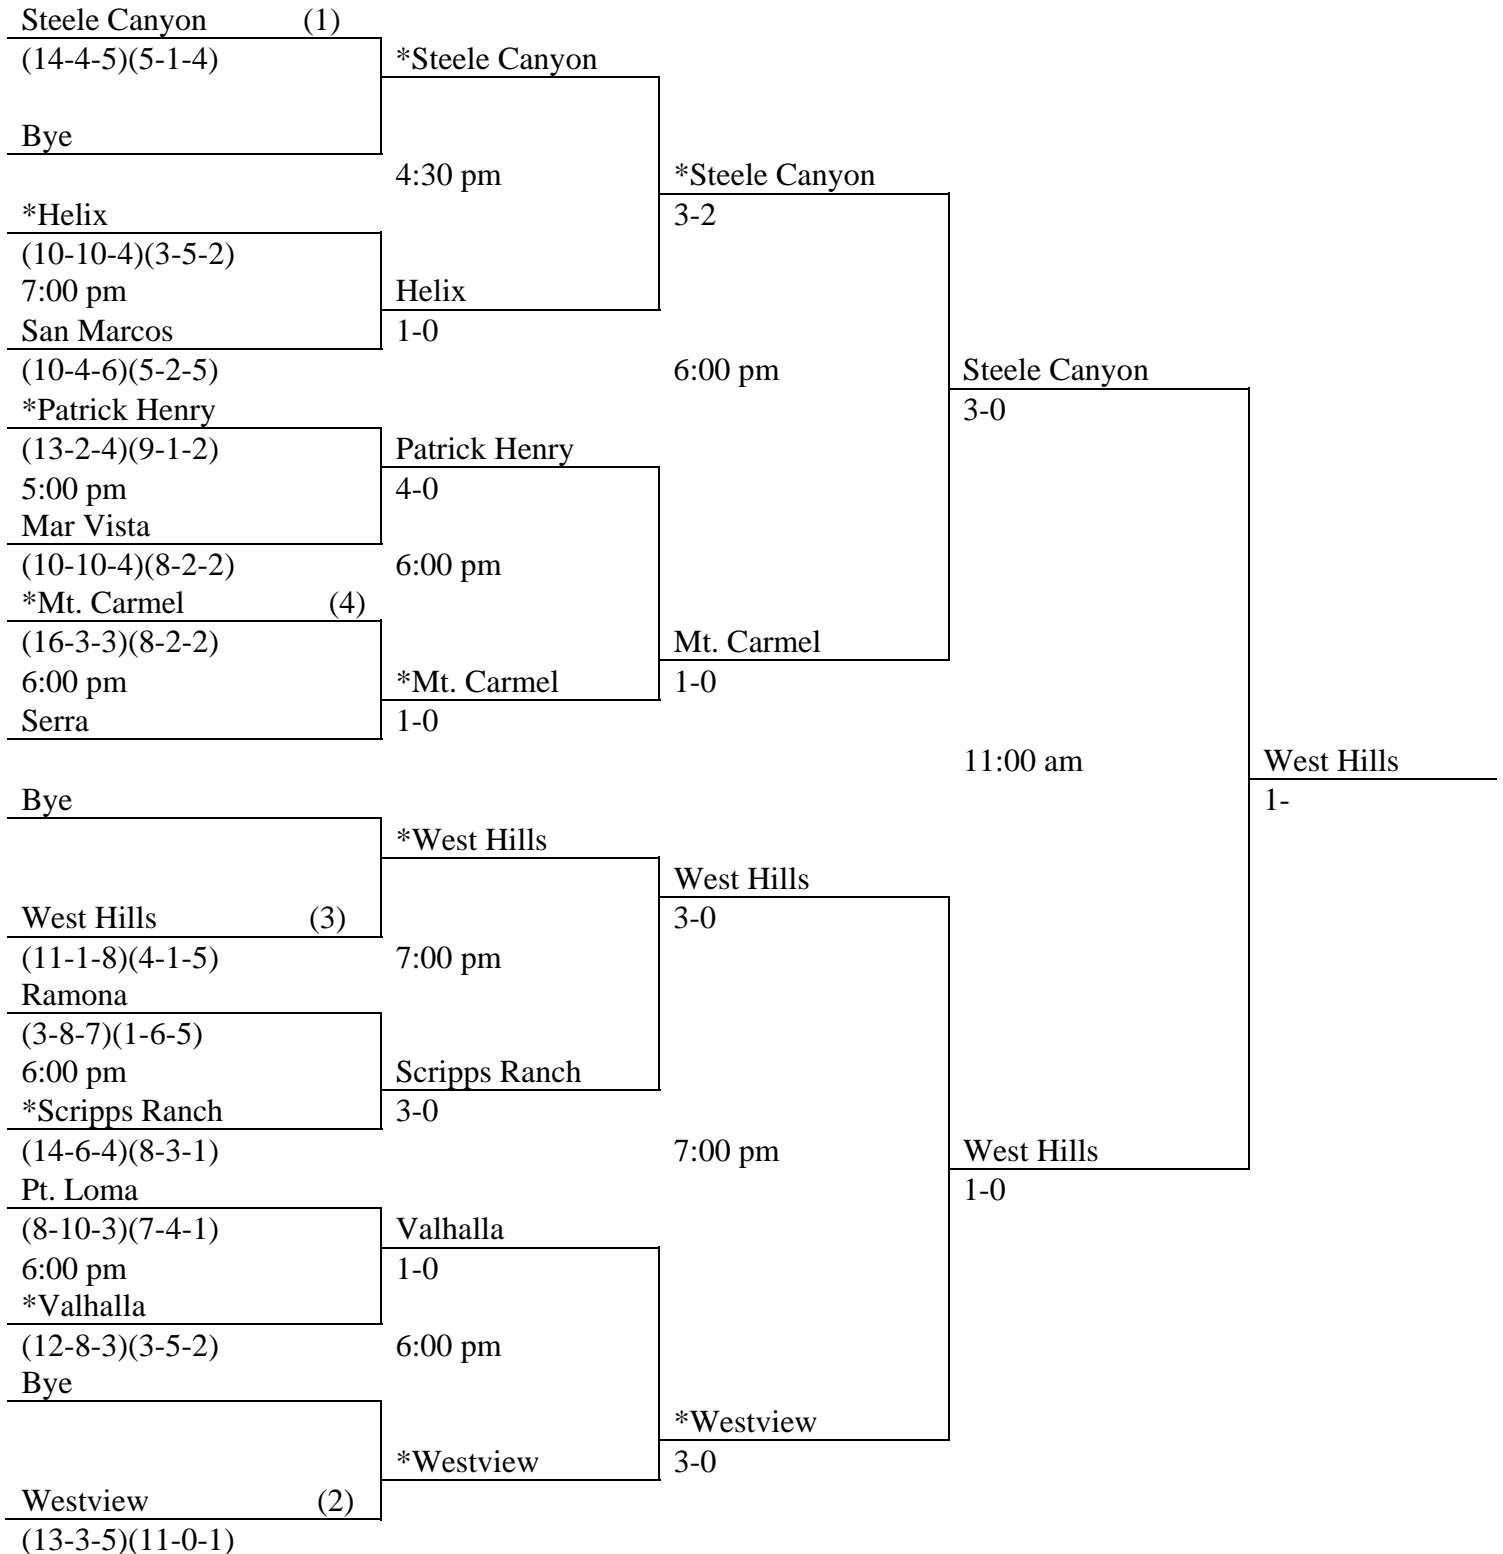 Steele Canyon (1)
(14-4-5)(5-1-4)
*Steele Canyon
Bye
4:30 pm
*Steele Canyon
*Helix
3-2
(10-10-4)(3-5-2)
7:00 pm
Helix
San Marcos
1-0
(10-4-6)(5-2-5)
6:00 pm
Steele Canyon
*Patrick Henry
3-0
(13-2-4)(9-1-2)
Patrick Henry
5:00 pm
4-0
Mar Vista
(10-10-4)(8-2-2)
6:00 pm
*Mt. Carmel (4)
(16-3-3)(8-2-2)
Mt. Carmel
6:00 pm
*Mt. Carmel
1-0
Serra
1-0
11:00 am
West Hills
Bye
1-
*West Hills
West Hills
West Hills (3)
3-0
(11-1-8)(4-1-5)
7:00 pm
Ramona
(3-8-7)(1-6-5)
6:00 pm
Scripps Ranch
*Scripps Ranch
3-0
(14-6-4)(8-3-1)
7:00 pm
West Hills
Pt. Loma
1-0
(8-10-3)(7-4-1)
Valhalla
6:00 pm
1-0
*Valhalla
(12-8-3)(3-5-2)
6:00 pm
Bye
*Westview
*Westview
3-0
Westview (2)
(13-3-5)(11-0-1)